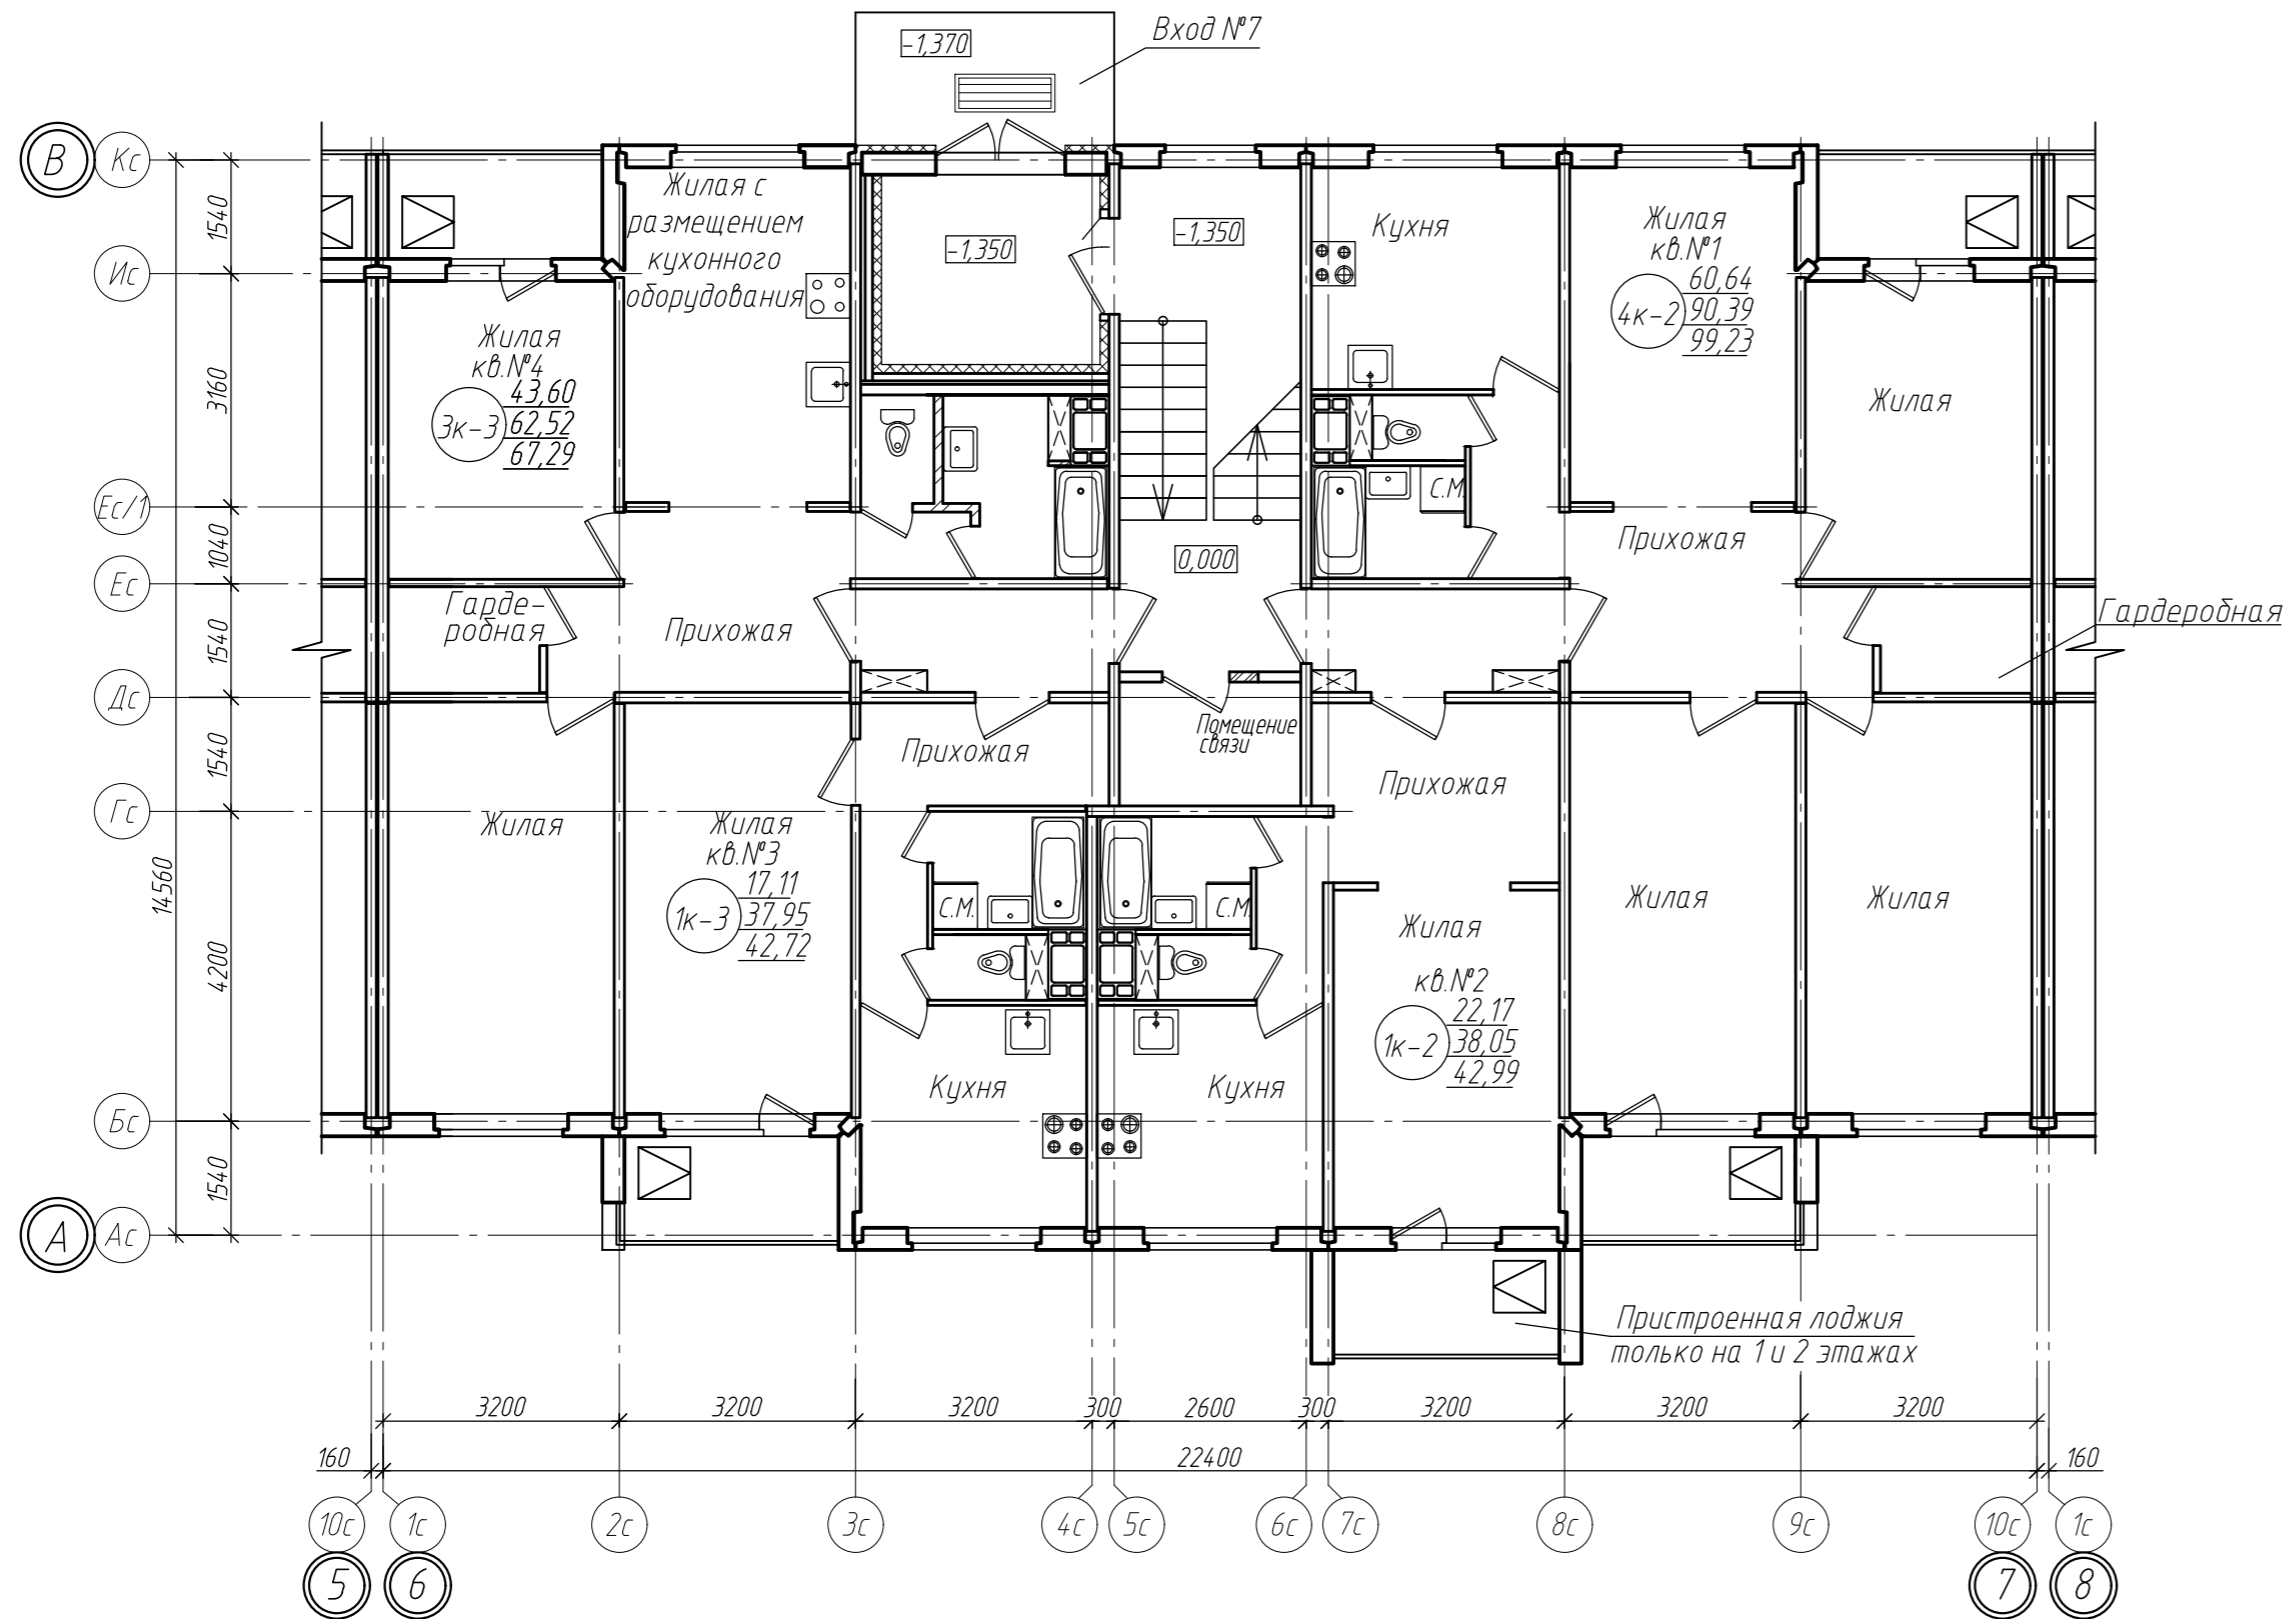 Вход №7
-1,370
В
Кс
Жилая с
размещением
кухонного
оборудования
-1,350
-1,350
Кухня
Жилая
кв.№1
4к-2
60,64
90,39
99,23
1540
Ис
Жилая
кв.№4
3к-3
43,60
62,52
67,29
3160
Жилая
Ес/1
С.М.
Прихожая
1040
0,000
Ес
Гарде-
робная
Прихожая
Гардеробная
1540
Дс
Помещение
связи
Прихожая
Прихожая
1540
Гс
Жилая
Жилая
кв.№3
1к-3
17,11
37,95
42,72
14560
С.М.
С.М.
Жилая
Жилая
Жилая
кв.№2
1к-2
22,17
38,05
42,99
4200
Кухня
Кухня
Бс
1540
А
Ас
Пристроенная лоджия
только на 1 и 2 этажах
3200
3200
3200
300
2600
300
3200
3200
3200
160
22400
160
10с
1с
2с
3с
4с
5с
6с
7с
8с
9с
10с
1с
5
6
7
8